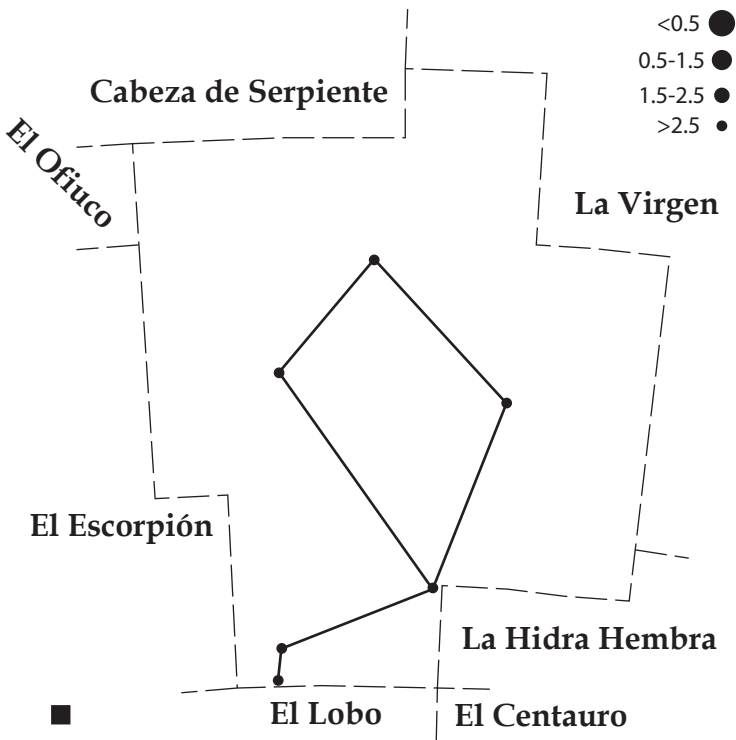 <0.5
0.5-1.5
1.5-2.5
>2.5
Cabeza de Serpiente
El Ofiuco
La Virgen
El Escorpión
La Hidra Hembra
El Lobo
El Centauro